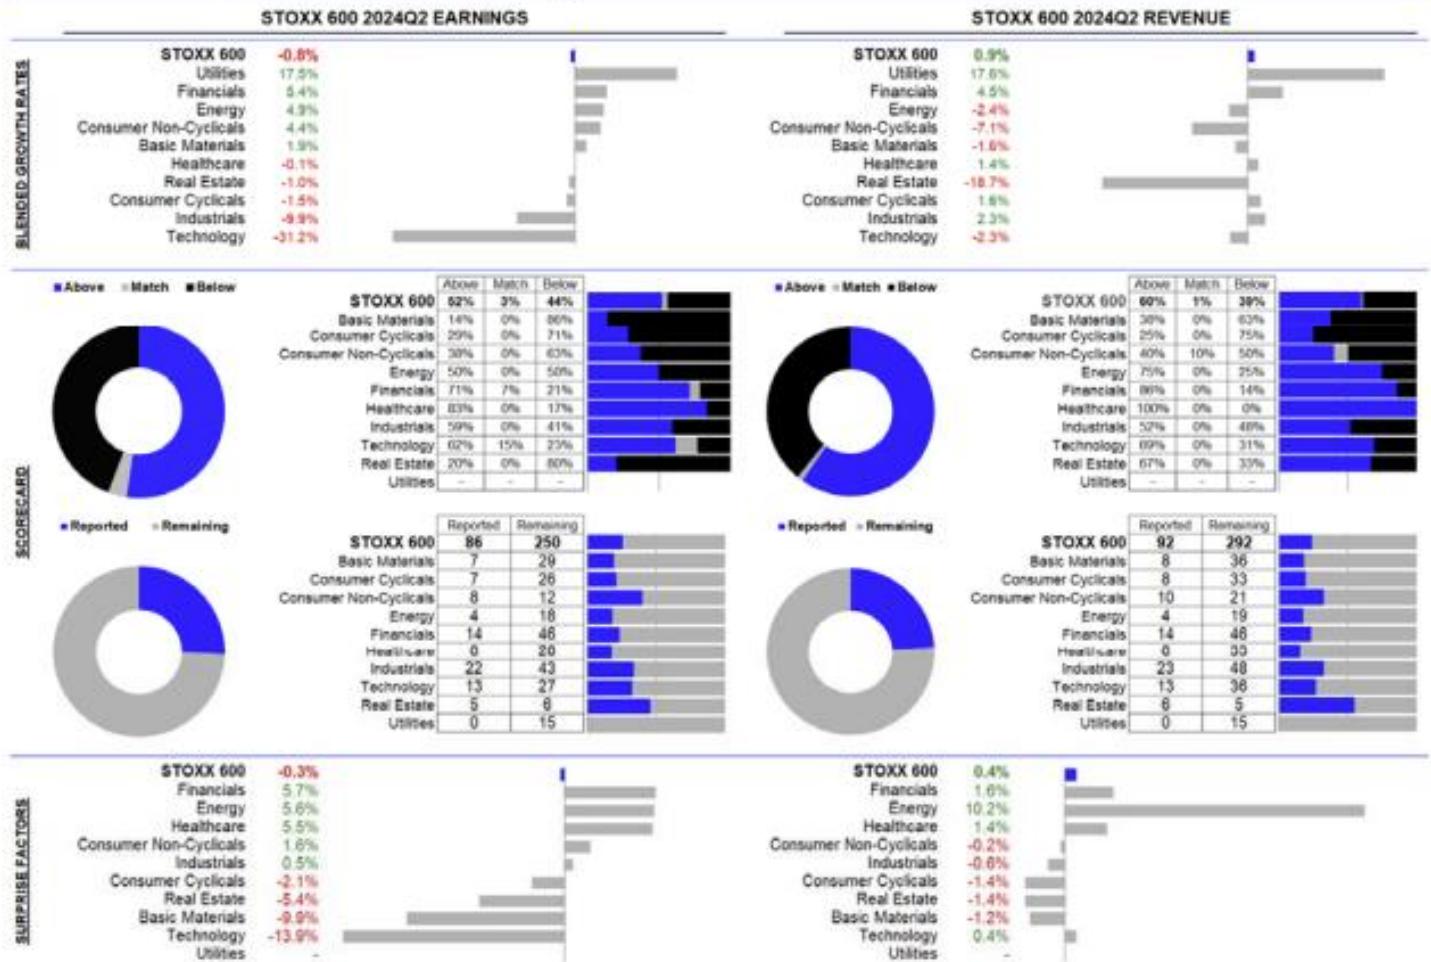 STOXX 600 2024Q2 EARNINGS
BLENDED GROWTH RATES
STOXX 600 -0.8%
Utilities 17.5%
Financials 5.4%
Energy 4.9%
Consumer Non-Cyclicals 4.4%
Basic Materials 1.9%
Healthcare -0.1%
Real Estate -1.0%
Consumer Cyclicals -1.5%
Industrials -9.9%
Technology -31.2%
STOXX 600 2024Q2 REVENUE
STOXX 600 0.9%
Utilities 17.6%
Financials 4.5%
Energy -2.4%
Consumer Non-Cyclicals -7.1%
Basic Materials -1.6%
Healthcare 1.4%
Real Estate -18.7%
Consumer Cyclicals 1.6%
Industrials 2.3%
Technology -2.3%
SCORECARD
Above Match Below
Above Match Below
STOXX 600 52% 3% 44%
Basic Materials 14% 0% 86%
Consumer Cyclicals 29% 0% 71%
Consumer Non-Cyclicals 38% 0% 63%
Energy 50% 0% 50%
Financials 71% 7% 21%
Healthcare 83% 0% 17%
Industrials 59% 0% 41%
Technology 62% 15% 23%
Real Estate 20% 0% 80%
Utilities - - -
Above Match Below
Above Match Below
STOXX 600 60% 1% 39%
Basic Materials 38% 0% 63%
Consumer Cyclicals 25% 0% 75%
Consumer Non-Cyclicals 40% 10% 50%
Energy 75% 0% 25%
Financials 86% 0% 14%
Healthcare 100% 0% 0%
Industrials 52% 0% 48%
Technology 69% 0% 31%
Real Estate 67% 0% 33%
Utilities - - -
Reported Remaining
Reported Remaining
STOXX 600 86 250
Basic Materials 7 29
Consumer Cyclicals 7 26
Consumer Non-Cyclicals 8 12
Energy 4 18
Financials 14 46
Healthcare
Industrials 22 43
Technology 13 27
Real Estate 5 6
Utilities 0 15
Reported Remaining
Reported Remaining
STOXX 600 92 292
Basic Materials 8 36
Consumer Cyclicals 8 33
Consumer Non-Cyclicals 10 21
Energy 4 19
Financials 14 46
Healthcare
Industrials 23 48
Technology 13 36
Real Estate 6 5
Utilities 0 15
SURPRISE FACTORS
STOXX 600 -0.3%
Financials 5.7%
Energy 5.6%
Healthcare 5.5%
Consumer Non-Cyclicals 1.6%
Industrials 0.5%
Consumer Cyclicals -2.1%
Real Estate -5.4%
Basic Materials -9.9%
Technology -13.9%
Utilities -
STOXX 600 0.4%
Financials 1.6%
Energy 10.2%
Healthcare 1.4%
Consumer Non-Cyclicals -0.2%
Industrials -0.6%
Consumer Cyclicals -1.4%
Real Estate -1.4%
Basic Materials -1.2%
Technology 0.4%
Utilities -